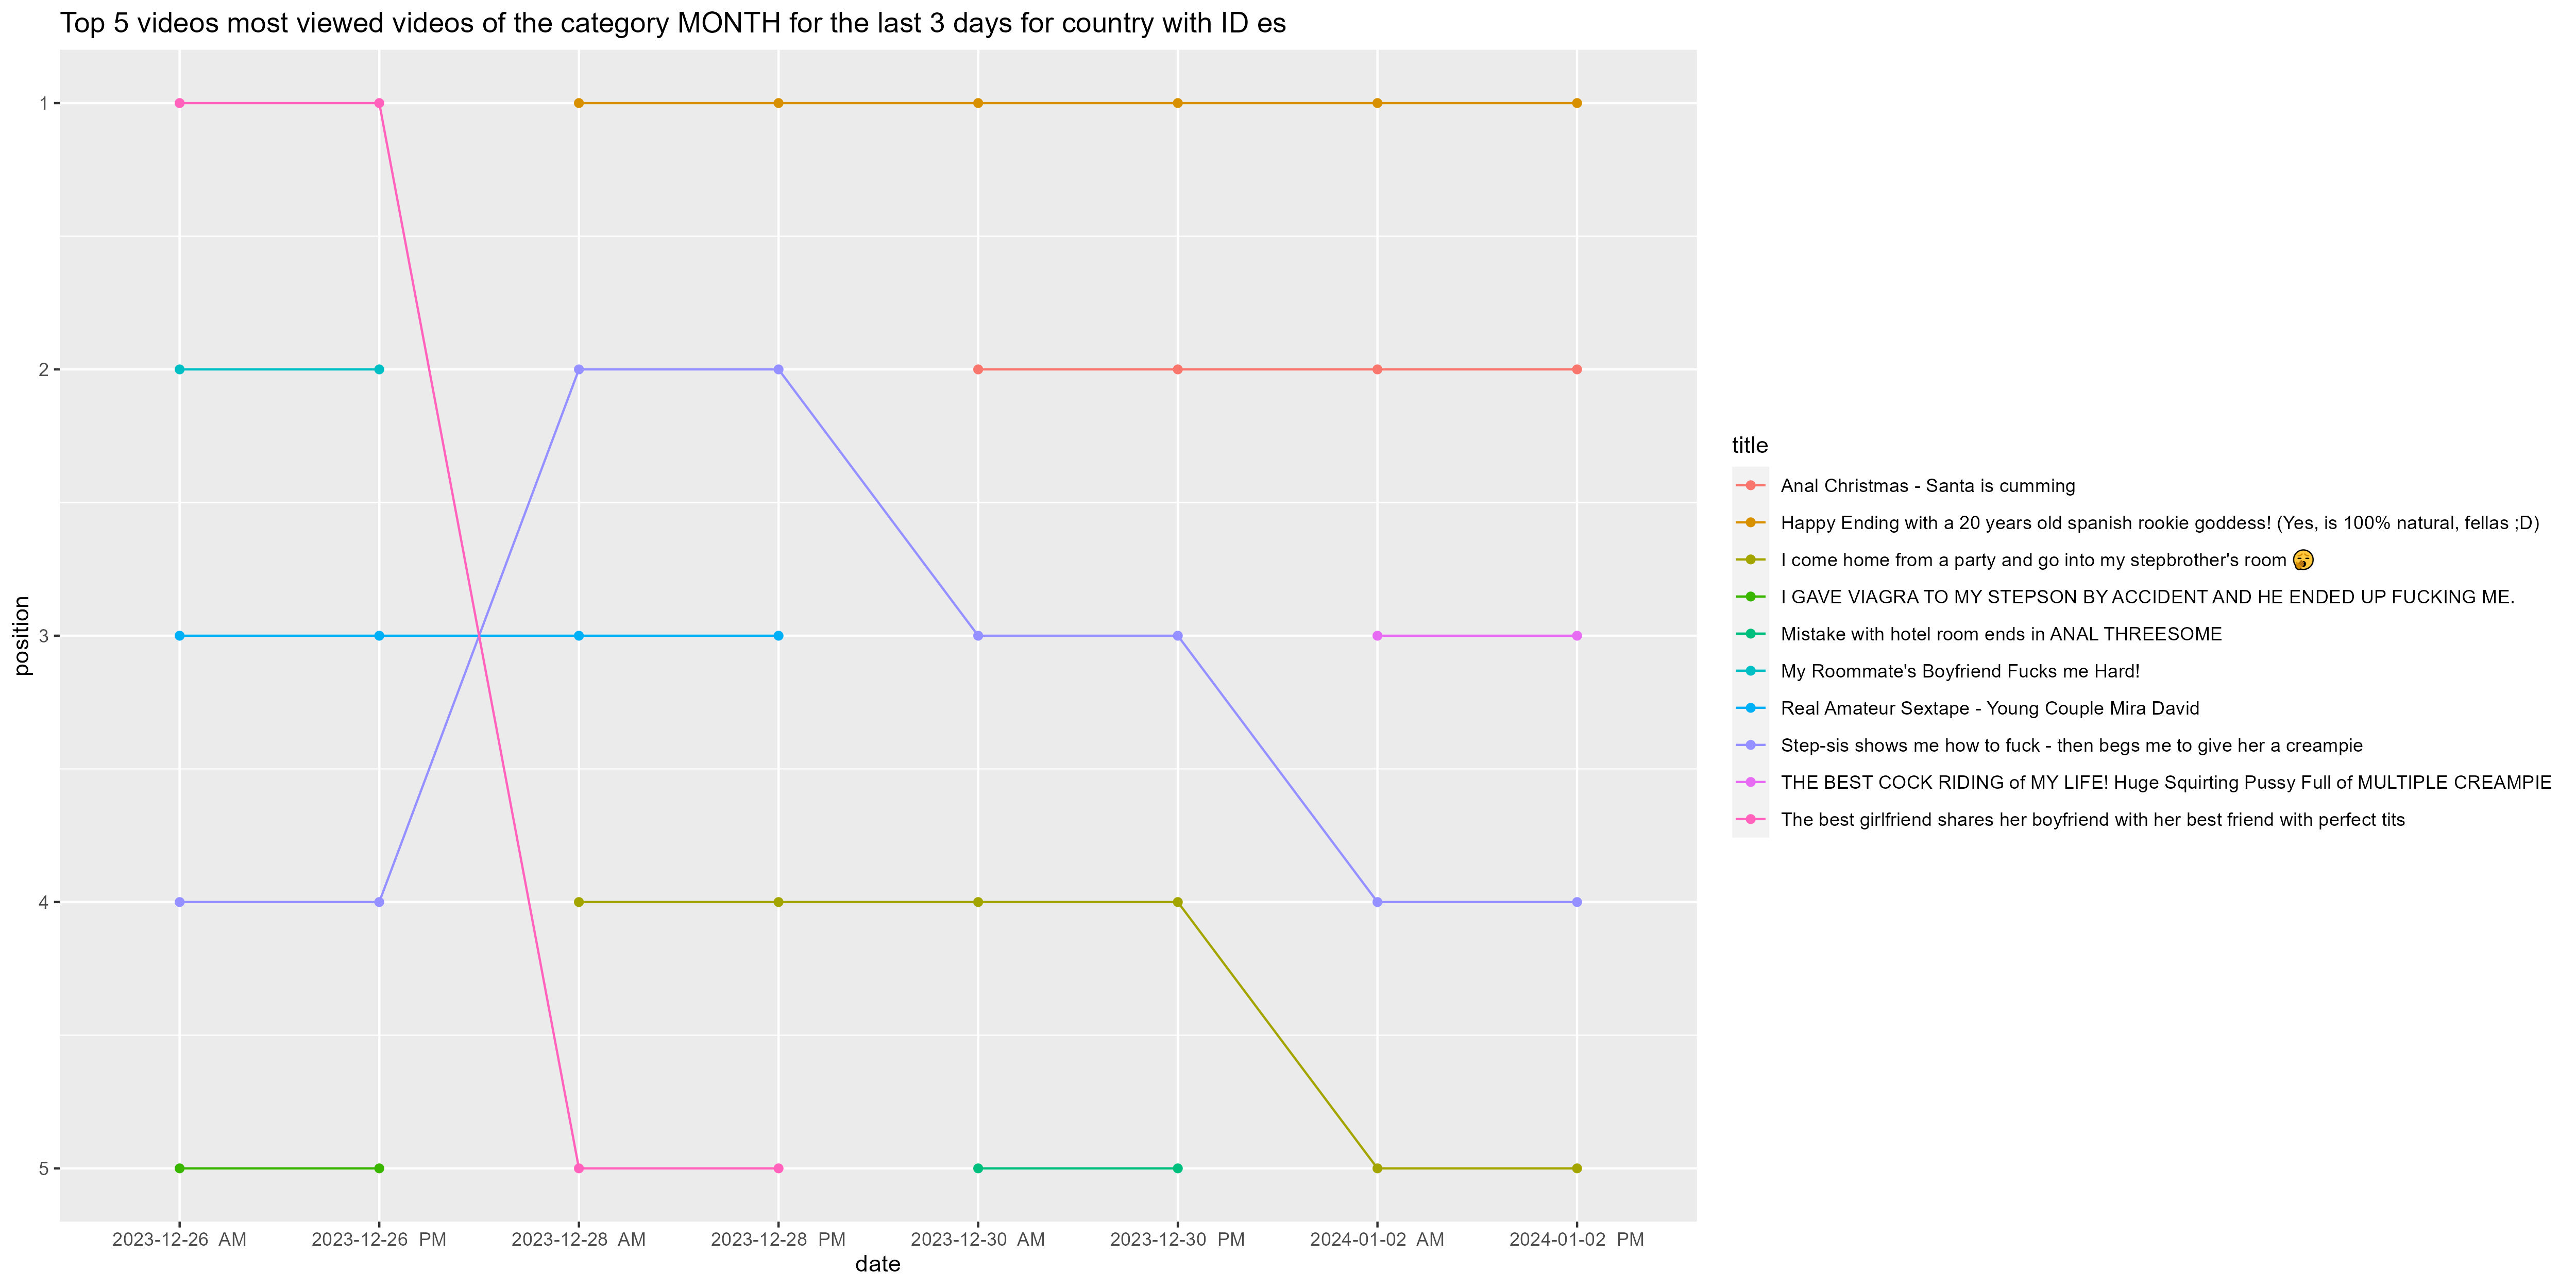 Top 5 videos most viewed videos of the category MONTH for the last 3 days for country with ID es
position
1
2
3
4
5
2023-12-26 AM
2023-12-26 PM
2023-12-28 AM
2023-12-28 PM
2023-12-30 AM
2023-12-30 PM
2024-01-02 AM
2024-01-02 PM
date
title
Anal Christmas - Santa is cumming
Happy Ending with a 20 years old spanish rookie goddess! (Yes, is 100% natural, fellas ;D)
I come home from a party and go into my stepbrother's room 🥱
I GAVE VIAGRA TO MY STEPSON BY ACCIDENT AND HE ENDED UP FUCKING ME.
Mistake with hotel room ends in ANAL THREESOME
My Roommate's Boyfriend Fucks me Hard!
Real Amateur Sextape - Young Couple Mira David
Step-sis shows me how to fuck - then begs me to give her a creampie
THE BEST COCK RIDING of MY LIFE! Huge Squirting Pussy Full of MULTIPLE CREAMPIE
The best girlfriend shares her boyfriend with her best friend with perfect tits